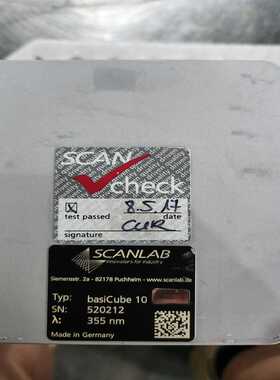 SCAN
check
8.5.17
test passed date
CUR
signature
SCANLAB
Innovators for Industry
Siemensstr. 2a - 82178 Puchheim - www.scanlab.de
Typ: basiCube 10
SN: 520212
λ: 355 nm
Made in Germany